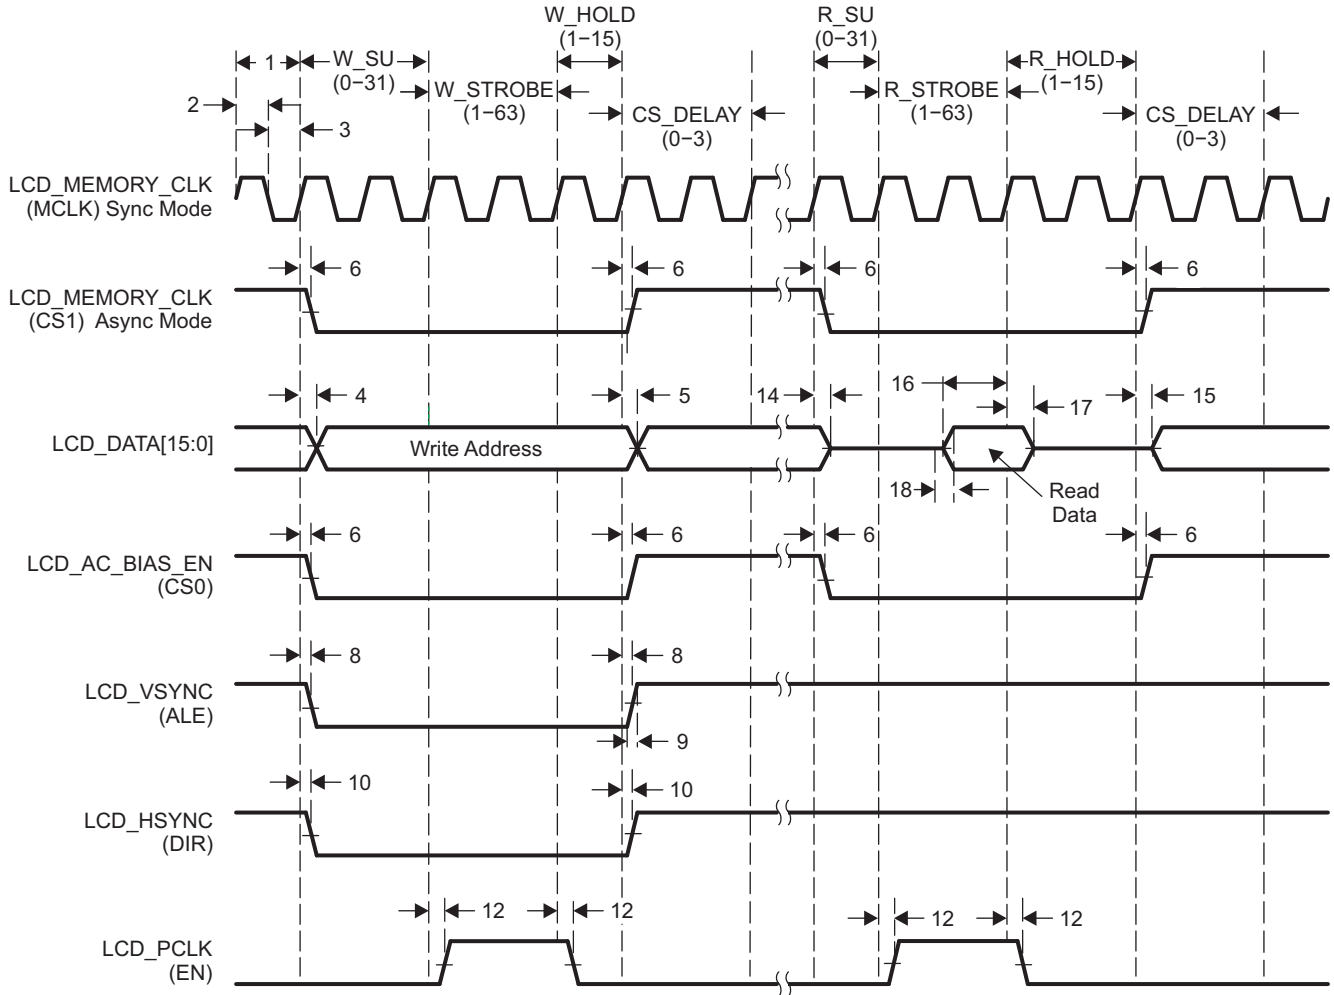 W_HOLD
(1−15)
R_SU
(0−31)
1
W_SU
(0−31)
R_HOLD
(1−15)
2
W_STROBE
(1−63)
R_STROBE
(1−63)
3
CS_DELAY
(0−3)
CS_DELAY
(0−3)
LCD_MEMORY_CLK
(MCLK) Sync Mode
6
6
6
6
LCD_MEMORY_CLK
(CS1) Async Mode
4
5
14
16
17
15
LCD_DATA[15:0]
Write Address
18
Read
Data
6
6
6
6
LCD_AC_BIAS_EN
(CS0)
8
8
LCD_VSYNC
(ALE)
9
10
10
LCD_HSYNC
(DIR)
12
12
12
12
LCD_PCLK
(EN)